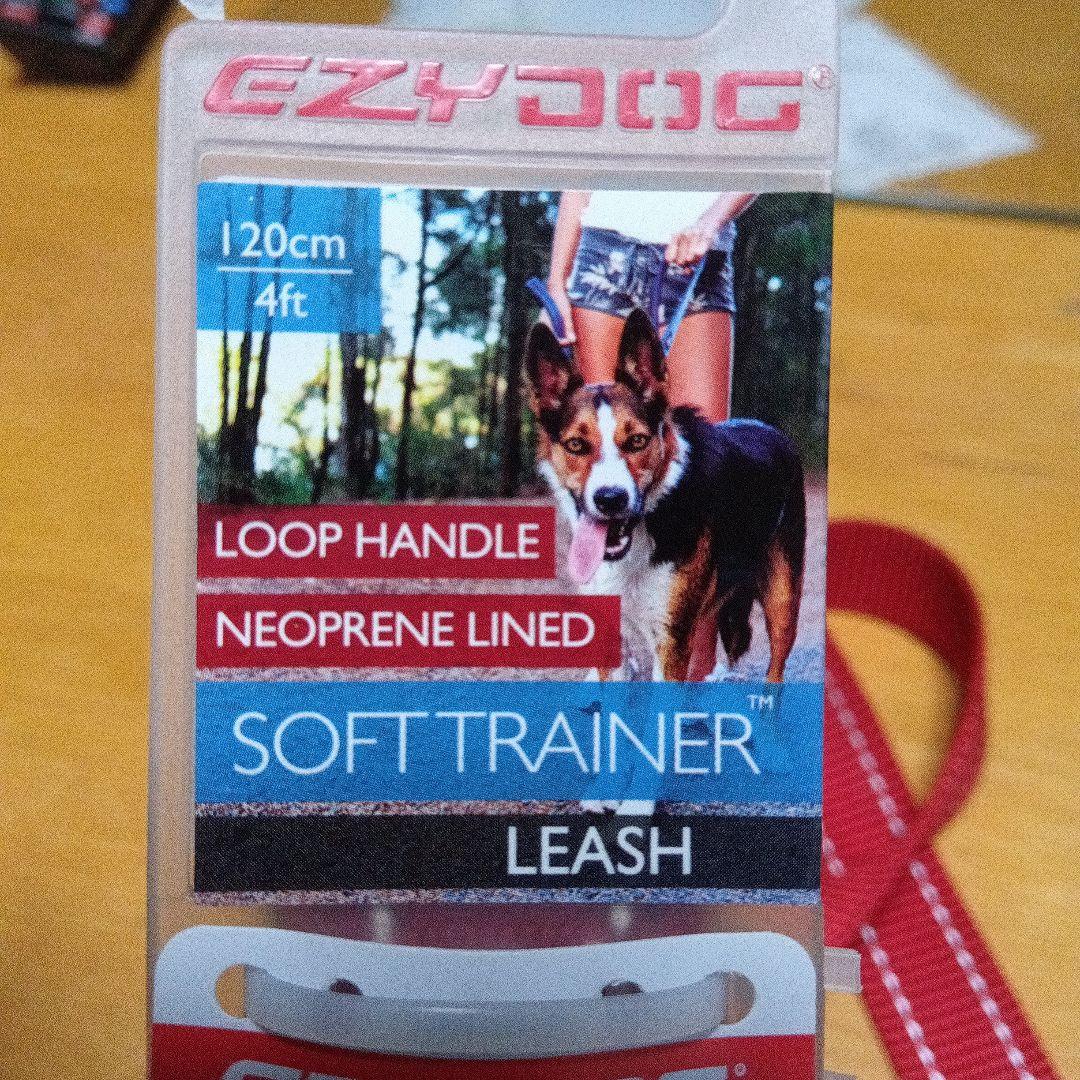 EZYDOG®
120cm
4ft
LOOP HANDLE
NEOPRENE LINED
SOFT TRAINER™
LEASH